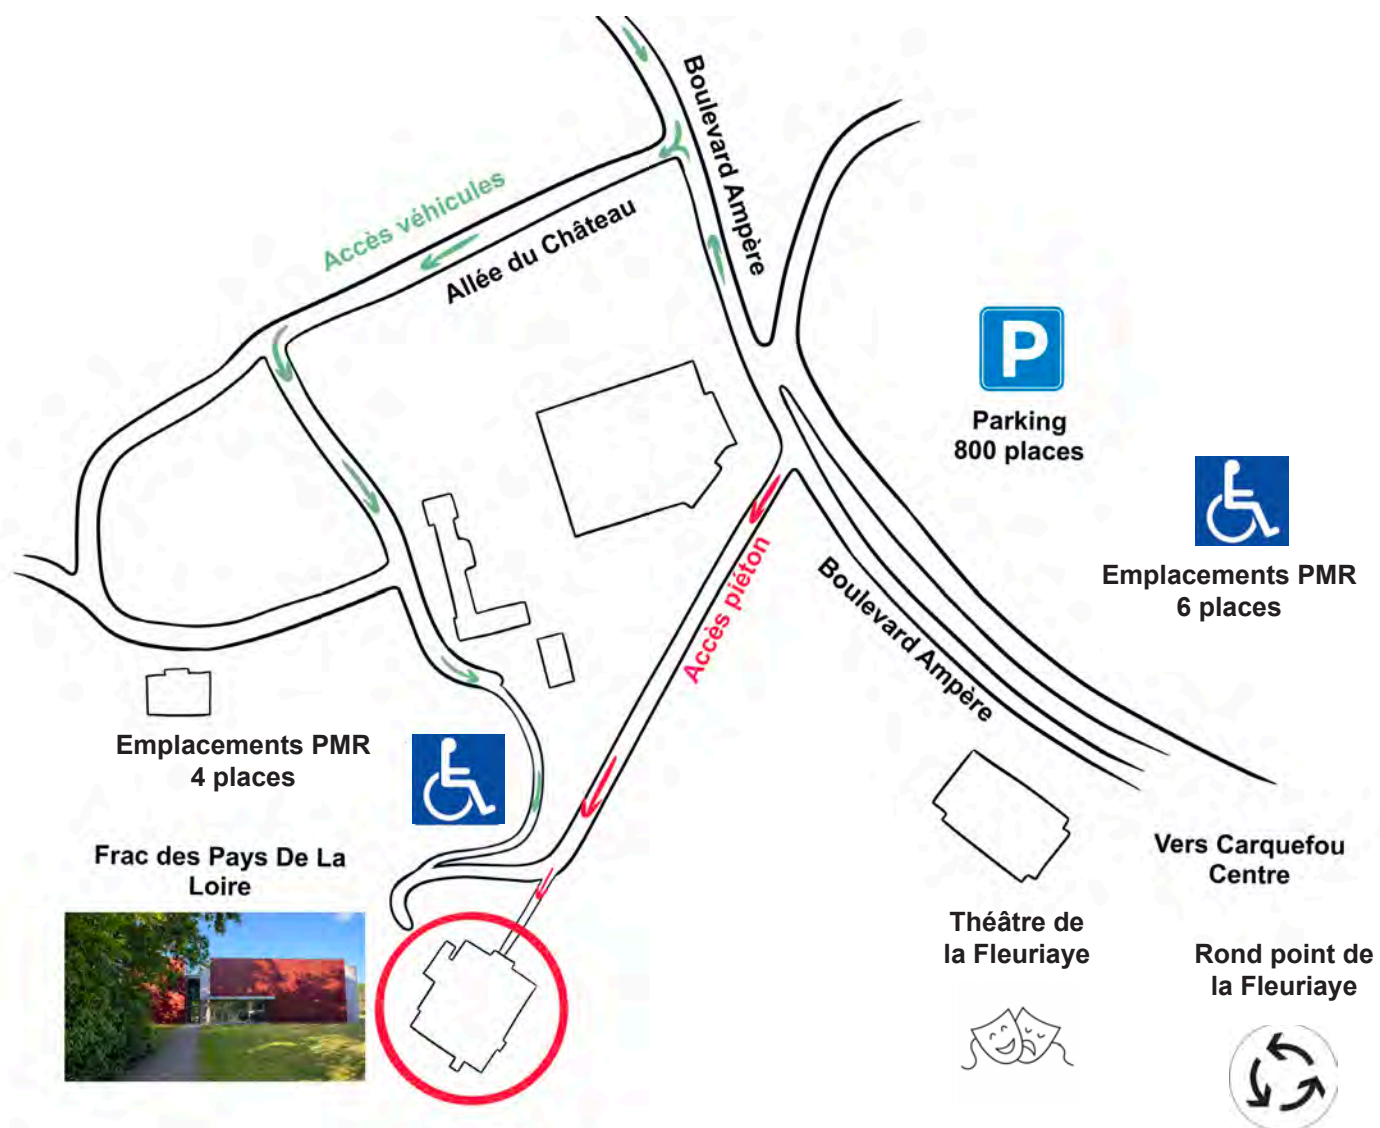 Boulevard Ampère
Accès véhicules
Allée du Château
P
Parking
800 places
Emplacements PMR
6 places
Accès piéton
Boulevard Ampère
Emplacements PMR
4 places
Frac des Pays De La
Loire
Vers Carquefou
Centre
Théâtre de
la Fleuriaye
Rond point de
la Fleuriaye